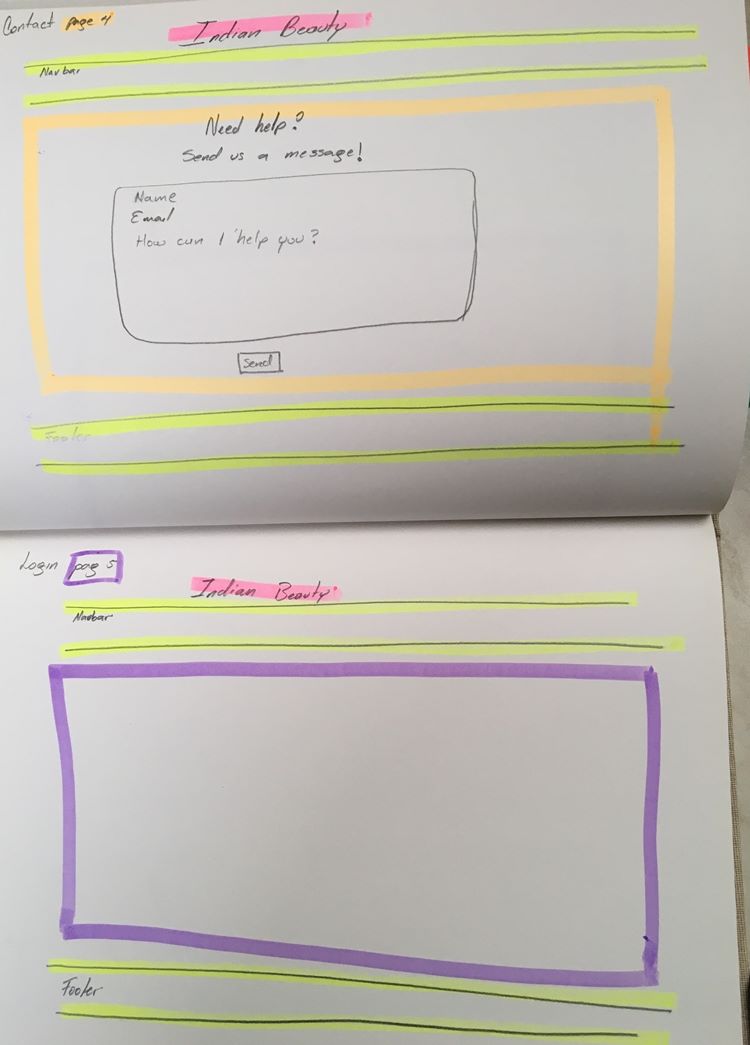 Contact page 4
Indian Beauty
Navbar
Need help?
Send us a message!
Name
Email
How can I help you?
Send
Footer
Login pag 5
Indian Beauty
Navbar
Footer